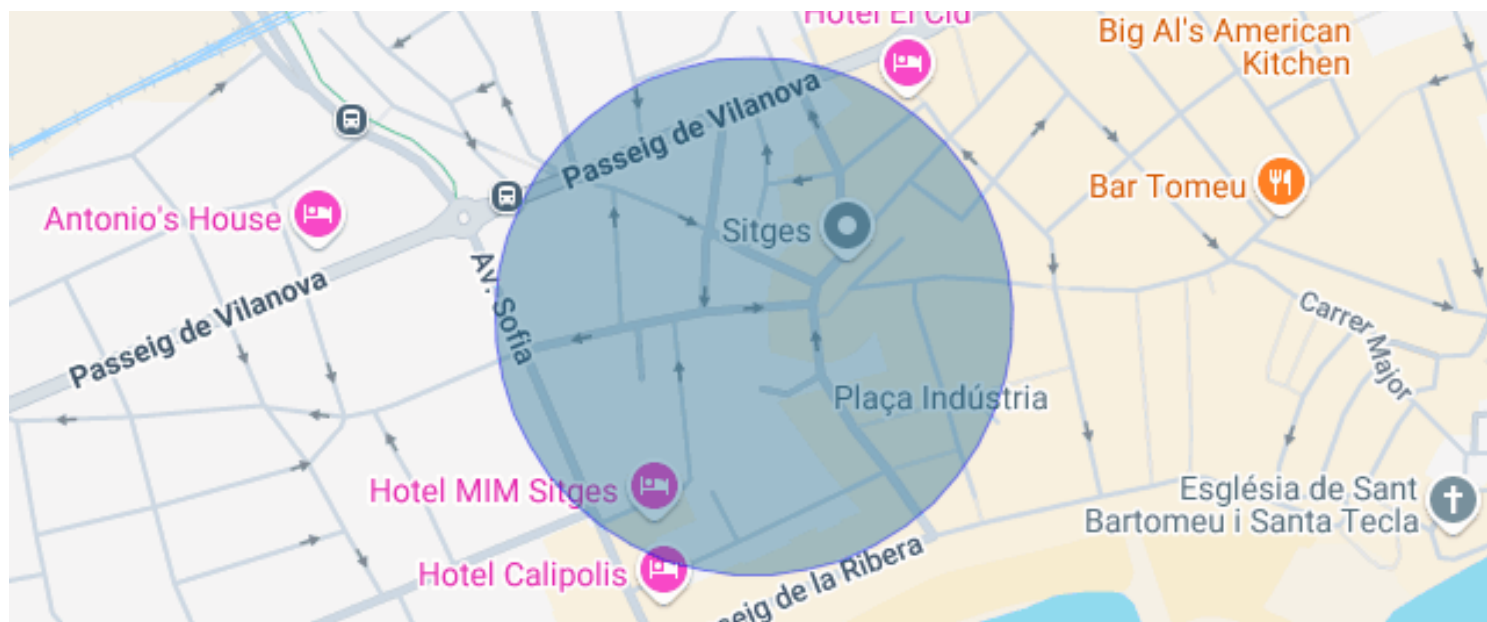 Hotel El Cid
Big Al's American
Kitchen
Passeig de Vilanova
Bar Tomeu
Antonio's House
Sitges
Av. Sofia
Passeig de Vilanova
Carrer Major
Plaça Indústria
Hotel MIM Sitges
Església de Sant
Bartomeu i Santa Tecla
Hotel Calipolis
seig de la Ribera